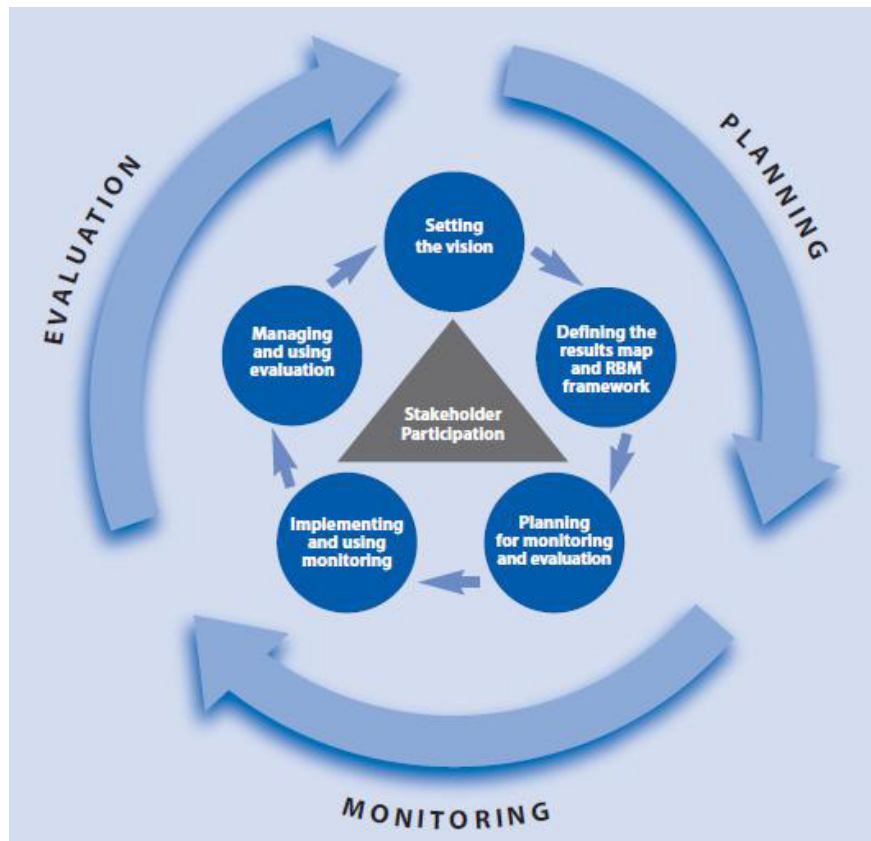 EVALUATION
PLANNING
Setting
the vision
Defining the
results map
and RBM
framework
Planning
for monitoring
and evaluation
Implementing
and using
monitoring
Managing
and using
evaluation
Stakeholder
Participation
MONITORING